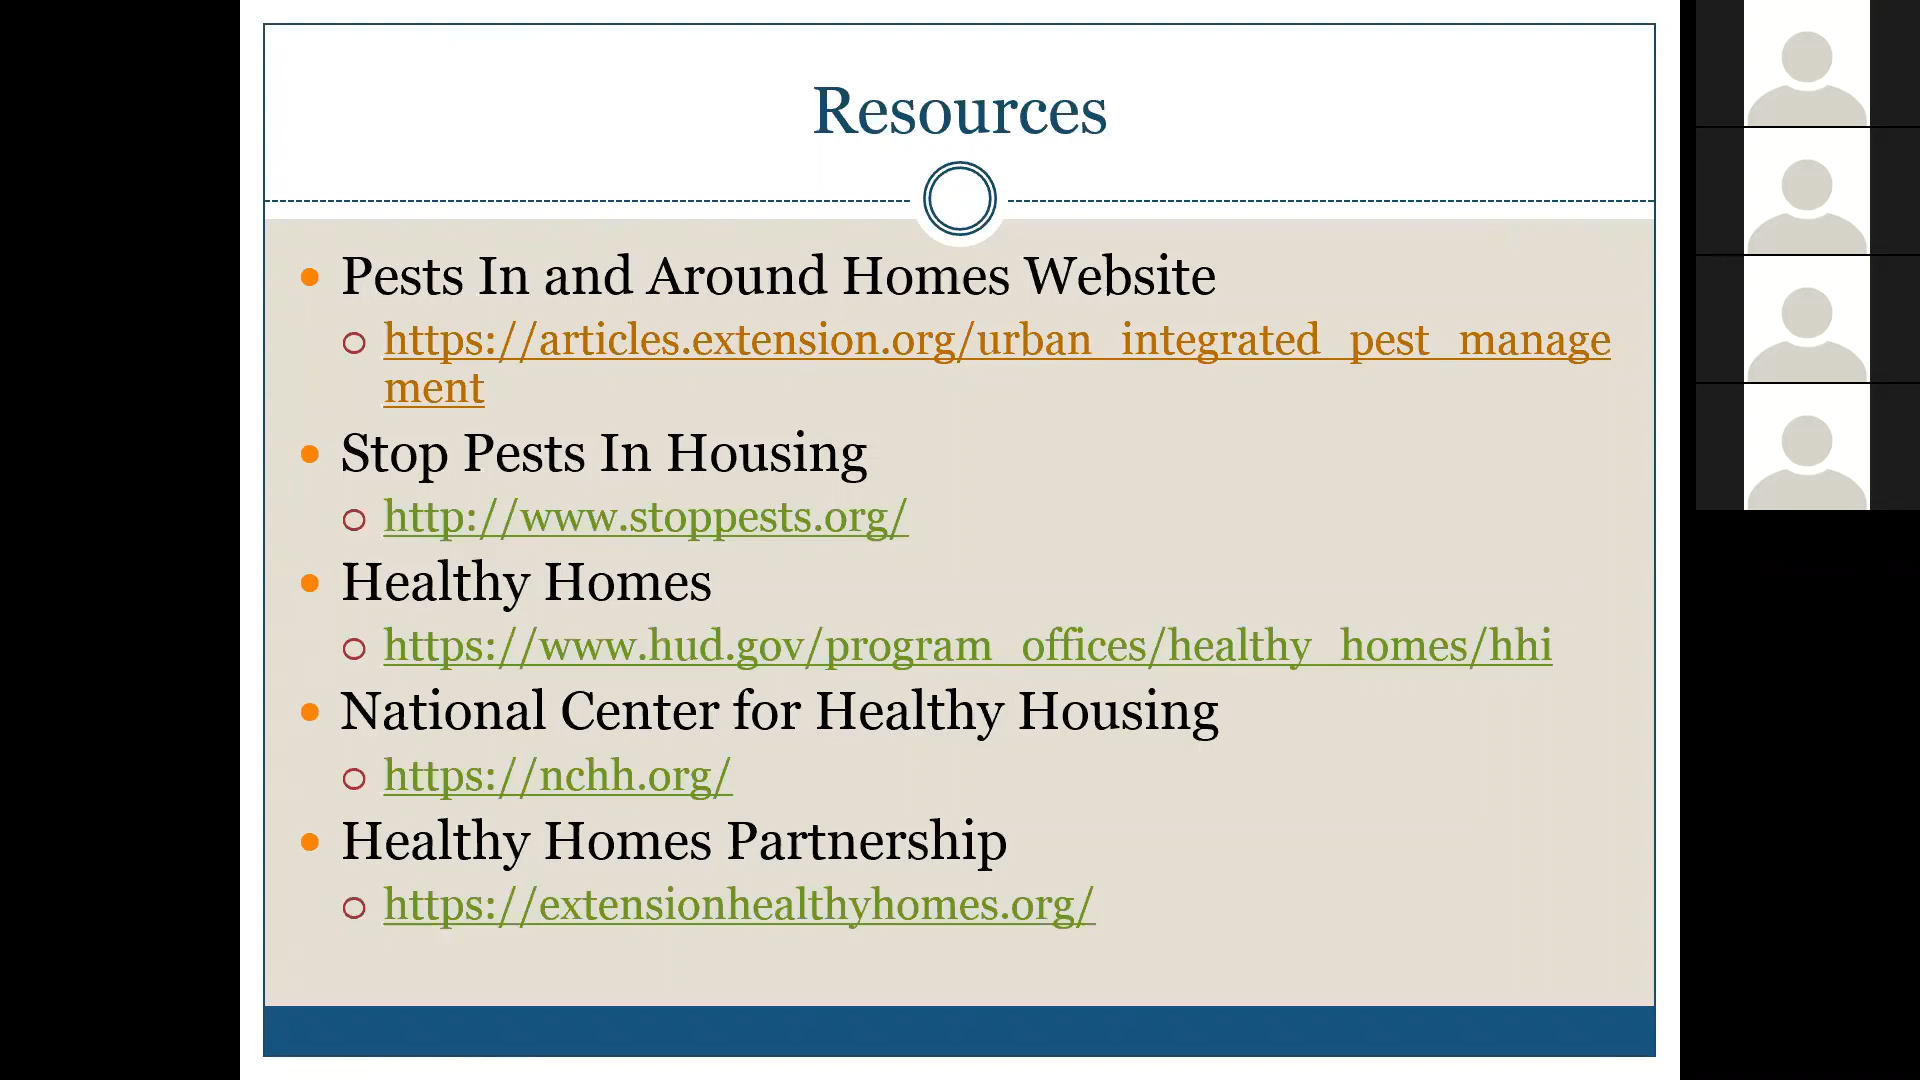 Resources
Pests In and Around Homes Website
https://articles.extension.org/urban_integrated_pest_manage
ment
Stop Pests In Housing
http://www.stoppests.org/
Healthy Homes
https://www.hud.gov/program_offices/healthy_homes/hhi
National Center for Healthy Housing
https://nchh.org/
Healthy Homes Partnership
https://extensionhealthyhomes.org/